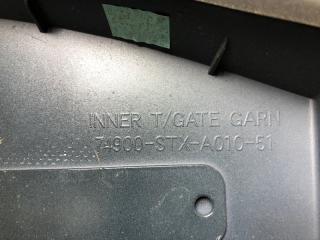 INNER T/GATE GARN
74900-STX-A010-51